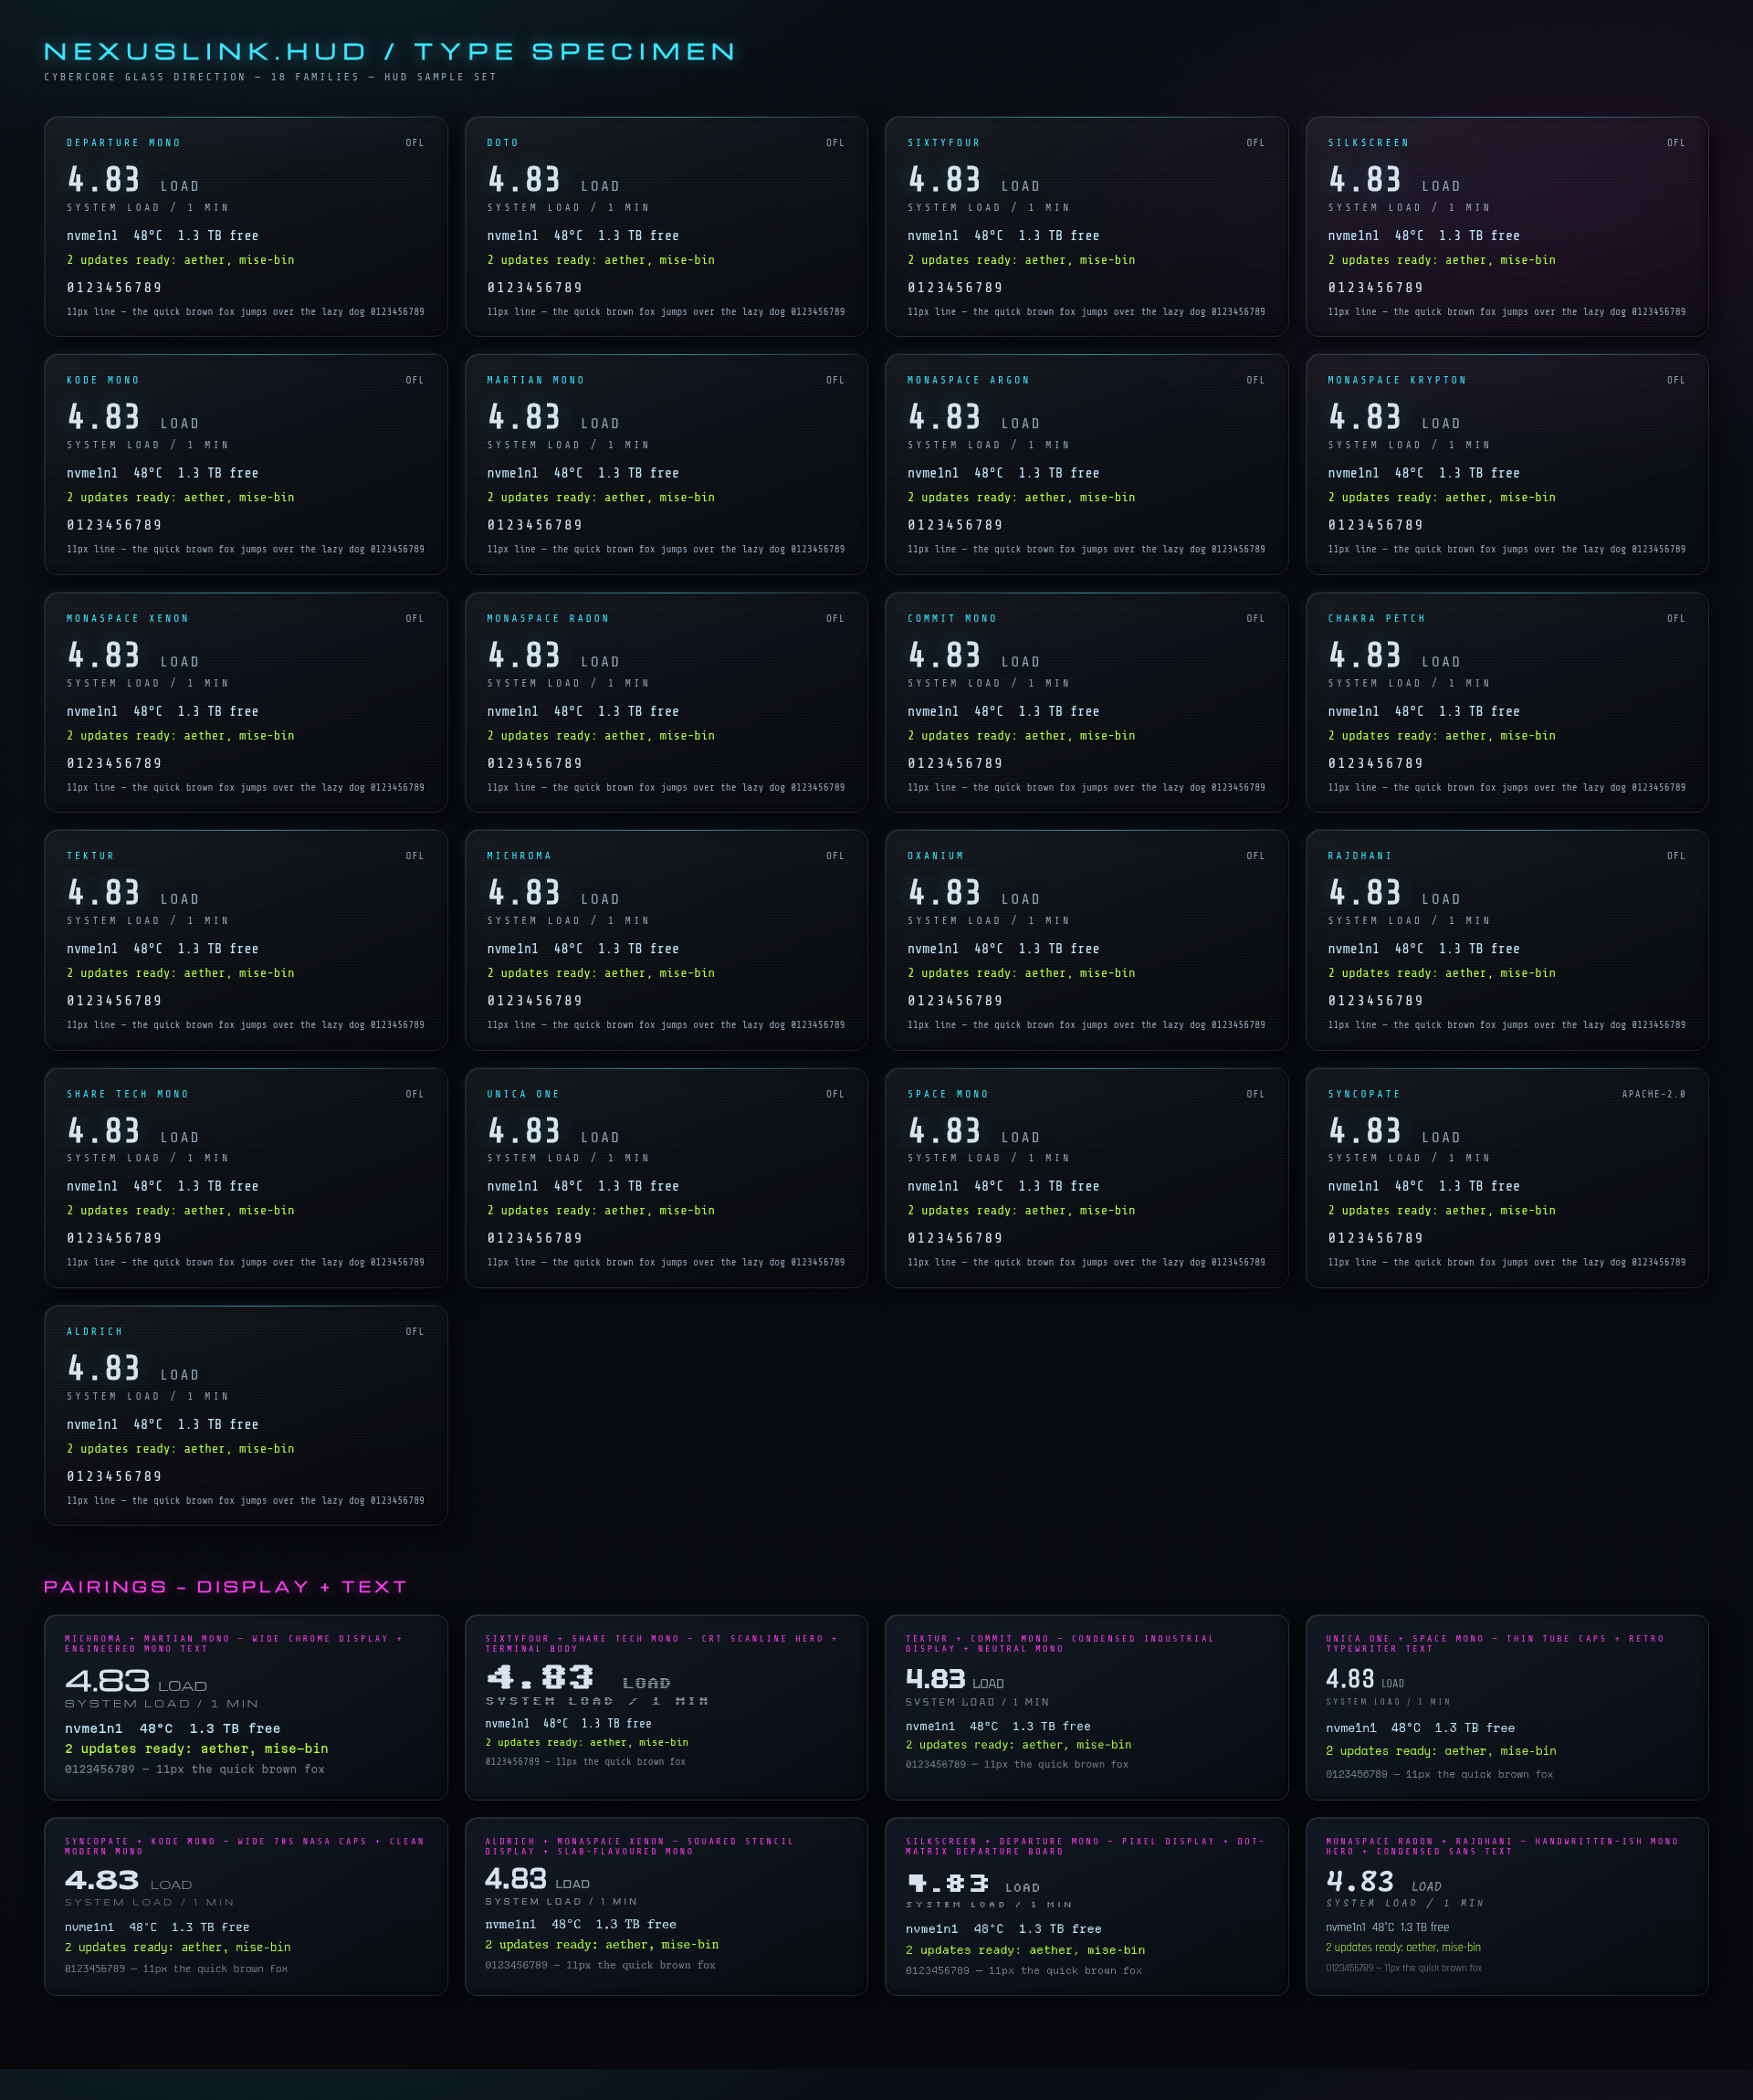 NEXUSLINK.HUD / TYPE SPECIMEN
CYBERCORE GLASS DIRECTION — 18 FAMILIES — HUD SAMPLE SET
DEPARTURE MONO OFL
4.83 LOAD
SYSTEM LOAD / 1 MIN
nvme1n1 48°C 1.3 TB free
2 updates ready: aether, mise-bin
0123456789
11px line — the quick brown fox jumps over the lazy dog 0123456789
DOTO OFL
4.83 LOAD
SYSTEM LOAD / 1 MIN
nvme1n1 48°C 1.3 TB free
2 updates ready: aether, mise-bin
0123456789
11px line — the quick brown fox jumps over the lazy dog 0123456789
SIXTYFOUR OFL
4.83 LOAD
SYSTEM LOAD / 1 MIN
nvme1n1 48°C 1.3 TB free
2 updates ready: aether, mise-bin
0123456789
11px line — the quick brown fox jumps over the lazy dog 0123456789
SILKSCREEN OFL
4.83 LOAD
SYSTEM LOAD / 1 MIN
nvme1n1 48°C 1.3 TB free
2 updates ready: aether, mise-bin
0123456789
11px line — the quick brown fox jumps over the lazy dog 0123456789
KODE MONO OFL
4.83 LOAD
SYSTEM LOAD / 1 MIN
nvme1n1 48°C 1.3 TB free
2 updates ready: aether, mise-bin
0123456789
11px line — the quick brown fox jumps over the lazy dog 0123456789
MARTIAN MONO OFL
4.83 LOAD
SYSTEM LOAD / 1 MIN
nvme1n1 48°C 1.3 TB free
2 updates ready: aether, mise-bin
0123456789
11px line — the quick brown fox jumps over the lazy dog 0123456789
MONASPACE ARGON OFL
4.83 LOAD
SYSTEM LOAD / 1 MIN
nvme1n1 48°C 1.3 TB free
2 updates ready: aether, mise-bin
0123456789
11px line — the quick brown fox jumps over the lazy dog 0123456789
MONASPACE KRYPTON OFL
4.83 LOAD
SYSTEM LOAD / 1 MIN
nvme1n1 48°C 1.3 TB free
2 updates ready: aether, mise-bin
0123456789
11px line — the quick brown fox jumps over the lazy dog 0123456789
MONASPACE XENON OFL
4.83 LOAD
SYSTEM LOAD / 1 MIN
nvme1n1 48°C 1.3 TB free
2 updates ready: aether, mise-bin
0123456789
11px line — the quick brown fox jumps over the lazy dog 0123456789
MONASPACE RADON OFL
4.83 LOAD
SYSTEM LOAD / 1 MIN
nvme1n1 48°C 1.3 TB free
2 updates ready: aether, mise-bin
0123456789
11px line — the quick brown fox jumps over the lazy dog 0123456789
COMMIT MONO OFL
4.83 LOAD
SYSTEM LOAD / 1 MIN
nvme1n1 48°C 1.3 TB free
2 updates ready: aether, mise-bin
0123456789
11px line — the quick brown fox jumps over the lazy dog 0123456789
CHAKRA PETCH OFL
4.83 LOAD
SYSTEM LOAD / 1 MIN
nvme1n1 48°C 1.3 TB free
2 updates ready: aether, mise-bin
0123456789
11px line — the quick brown fox jumps over the lazy dog 0123456789
TEKTUR OFL
4.83 LOAD
SYSTEM LOAD / 1 MIN
nvme1n1 48°C 1.3 TB free
2 updates ready: aether, mise-bin
0123456789
11px line — the quick brown fox jumps over the lazy dog 0123456789
MICHROMA OFL
4.83 LOAD
SYSTEM LOAD / 1 MIN
nvme1n1 48°C 1.3 TB free
2 updates ready: aether, mise-bin
0123456789
11px line — the quick brown fox jumps over the lazy dog 0123456789
OXANIUM OFL
4.83 LOAD
SYSTEM LOAD / 1 MIN
nvme1n1 48°C 1.3 TB free
2 updates ready: aether, mise-bin
0123456789
11px line — the quick brown fox jumps over the lazy dog 0123456789
RAJDHANI OFL
4.83 LOAD
SYSTEM LOAD / 1 MIN
nvme1n1 48°C 1.3 TB free
2 updates ready: aether, mise-bin
0123456789
11px line — the quick brown fox jumps over the lazy dog 0123456789
SHARE TECH MONO OFL
4.83 LOAD
SYSTEM LOAD / 1 MIN
nvme1n1 48°C 1.3 TB free
2 updates ready: aether, mise-bin
0123456789
11px line — the quick brown fox jumps over the lazy dog 0123456789
UNICA ONE OFL
4.83 LOAD
SYSTEM LOAD / 1 MIN
nvme1n1 48°C 1.3 TB free
2 updates ready: aether, mise-bin
0123456789
11px line — the quick brown fox jumps over the lazy dog 0123456789
SPACE MONO OFL
4.83 LOAD
SYSTEM LOAD / 1 MIN
nvme1n1 48°C 1.3 TB free
2 updates ready: aether, mise-bin
0123456789
11px line — the quick brown fox jumps over the lazy dog 0123456789
SYNCOPATE APACHE-2.0
4.83 LOAD
SYSTEM LOAD / 1 MIN
nvme1n1 48°C 1.3 TB free
2 updates ready: aether, mise-bin
0123456789
11px line — the quick brown fox jumps over the lazy dog 0123456789
ALDRICH OFL
4.83 LOAD
SYSTEM LOAD / 1 MIN
nvme1n1 48°C 1.3 TB free
2 updates ready: aether, mise-bin
0123456789
11px line — the quick brown fox jumps over the lazy dog 0123456789
PAIRINGS – DISPLAY + TEXT
MICHROMA + MARTIAN MONO — WIDE CHROME DISPLAY +
ENGINEERED MONO TEXT
4.83 LOAD
SYSTEM LOAD / 1 MIN
nvme1n1 48°C 1.3 TB free
2 updates ready: aether, mise-bin
0123456789 — 11px the quick brown fox
SIXTYFOUR + SHARE TECH MONO — CRT SCANLINE HERO +
TERMINAL BODY
4.83 LOAD
SYSTEM LOAD / 1 MIN
nvme1n1 48°C 1.3 TB free
2 updates ready: aether, mise-bin
0123456789 — 11px the quick brown fox
TEKTUR + COMMIT MONO — CONDENSED INDUSTRIAL
DISPLAY + NEUTRAL MONO
4.83 LOAD
SYSTEM LOAD / 1 MIN
nvme1n1 48°C 1.3 TB free
2 updates ready: aether, mise-bin
0123456789 — 11px the quick brown fox
UNICA ONE + SPACE MONO — THIN TUBE CAPS + RETRO
TYPEWRITER TEXT
4.83 LOAD
SYSTEM LOAD / 1 MIN
nvme1n1 48°C 1.3 TB free
2 updates ready: aether, mise-bin
0123456789 — 11px the quick brown fox
SYNCOPATE + KODE MONO — WIDE 70S NASA CAPS + CLEAN
MODERN MONO
4.83 LOAD
SYSTEM LOAD / 1 MIN
nvme1n1 48°C 1.3 TB free
2 updates ready: aether, mise-bin
0123456789 — 11px the quick brown fox
ALDRICH + MONASPACE XENON — SQUARED STENCIL
DISPLAY + SLAB-FLAVOURED MONO
4.83 LOAD
SYSTEM LOAD / 1 MIN
nvme1n1 48°C 1.3 TB free
2 updates ready: aether, mise-bin
0123456789 — 11px the quick brown fox
SILKSCREEN + DEPARTURE MONO — PIXEL DISPLAY + DOT-
MATRIX DEPARTURE BOARD
4.83 LOAD
SYSTEM LOAD / 1 MIN
nvme1n1 48°C 1.3 TB free
2 updates ready: aether, mise-bin
0123456789 — 11px the quick brown fox
MONASPACE RADON + RAJDHANI — HANDWRITTEN-ISH MONO
HERO + CONDENSED SANS TEXT
4.83 LOAD
SYSTEM LOAD / 1 MIN
nvme1n1 48°C 1.3 TB free
2 updates ready: aether, mise-bin
0123456789 — 11px the quick brown fox